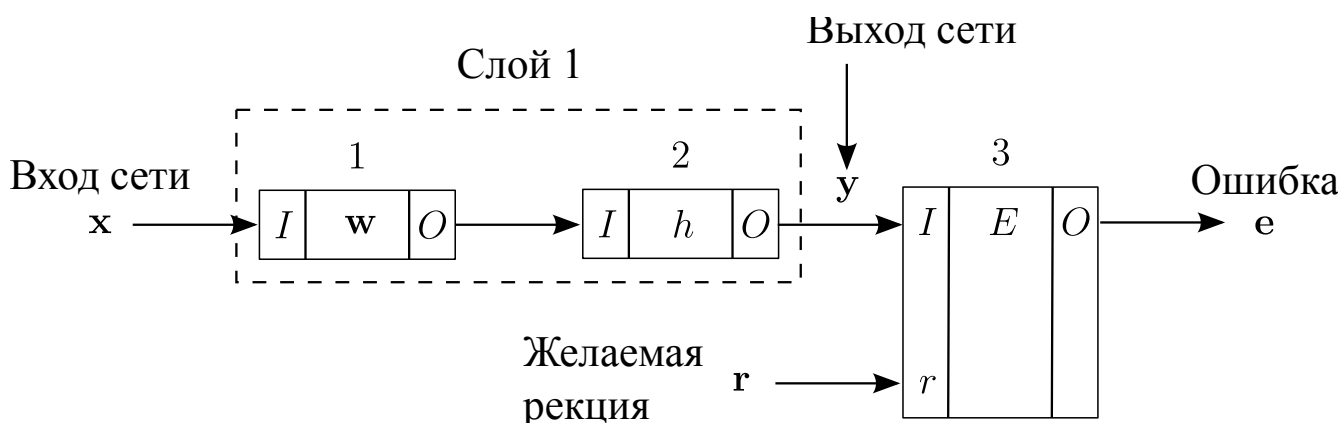 Выход сети
Слой 1
1
2
3
Вход сети
y
Ошибка
x
I w O
I h O
I E O
e
Желаемая
r
r
рекция